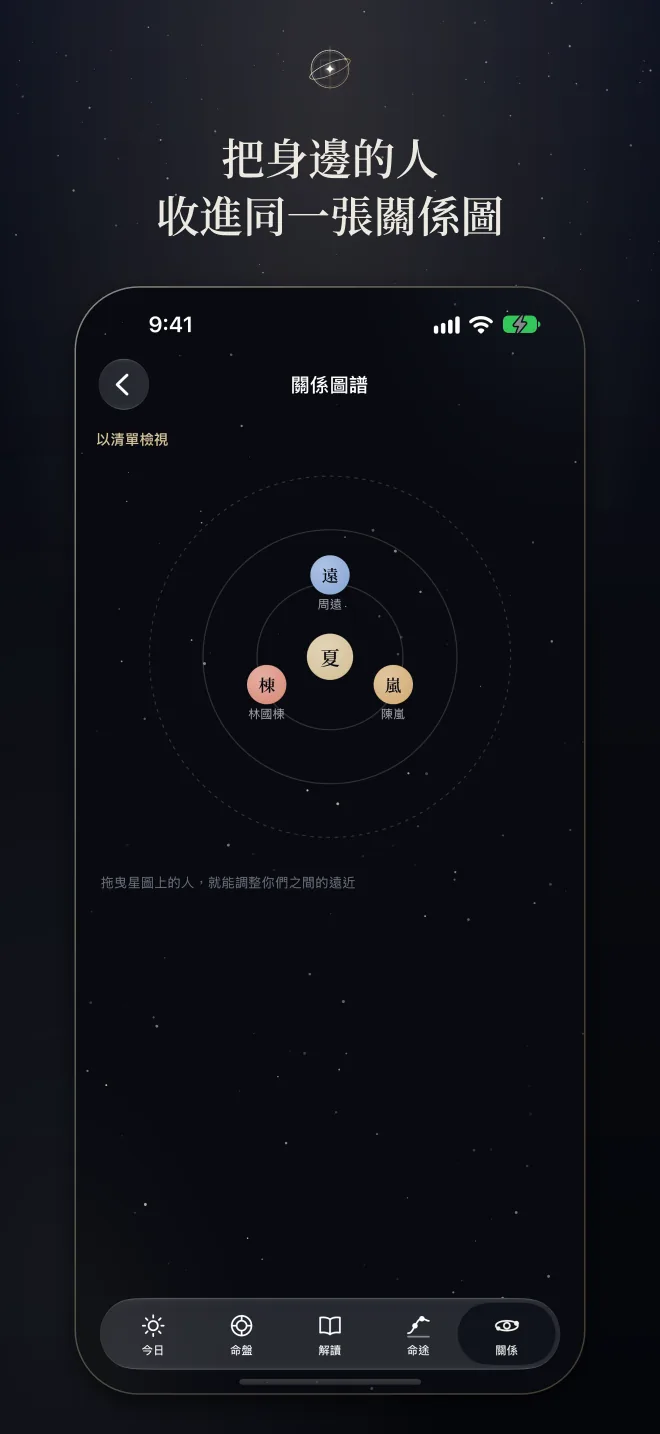 把身邊的人
收進同一張關係圖
9:41
關係圖譜
以清單檢視
遠
周遠
夏
棟
嵐
林國棟
陳嵐
拖曳星圖上的人，就能調整你們之間的遠近
今日
命盤
解讀
命途
關係